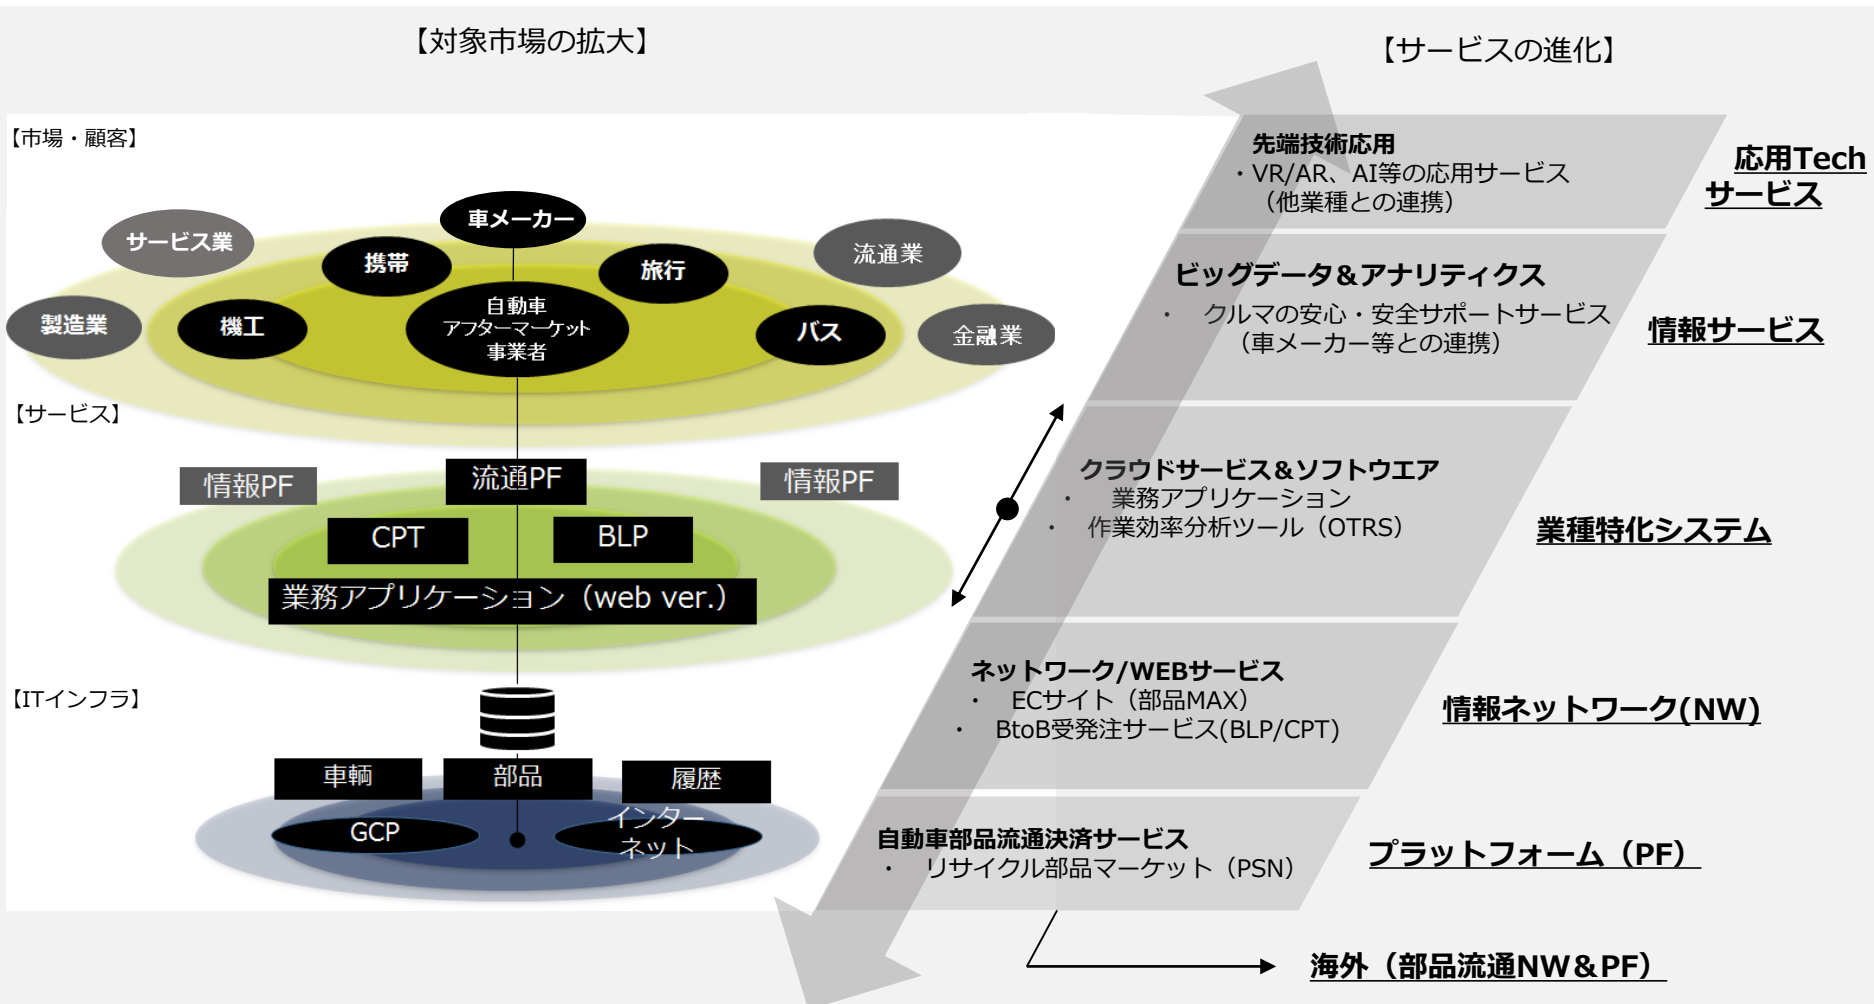 【対象市場の拡大】
【サービスの進化】
【市場・顧客】
車メーカー
サービス業
携帯
旅行
流通業
製造業
機工
自動車
アフターマーケット
事業者
バス
金融業
【サービス】
情報PF
流通PF
情報PF
CPT
BLP
業務アプリケーション（web ver.）
【ITインフラ】
車輌
部品
履歴
GCP
インター
ネット
先端技術応用
・VR/AR、AI等の応用サービス
（他業種との連携）
応用Tech
サービス
ビッグデータ＆アナリティクス
・ クルマの安心・安全サポートサービス
（車メーカー等との連携）
情報サービス
クラウドサービス＆ソフトウエア
・ 業務アプリケーション
・ 作業効率分析ツール（OTRS）
業種特化システム
ネットワーク/WEBサービス
・ ECサイト（部品MAX）
・ BtoB受発注サービス(BLP/CPT)
情報ネットワーク(NW)
自動車部品流通決済サービス
・ リサイクル部品マーケット（PSN）
プラットフォーム（PF）
海外（部品流通NW＆PF）